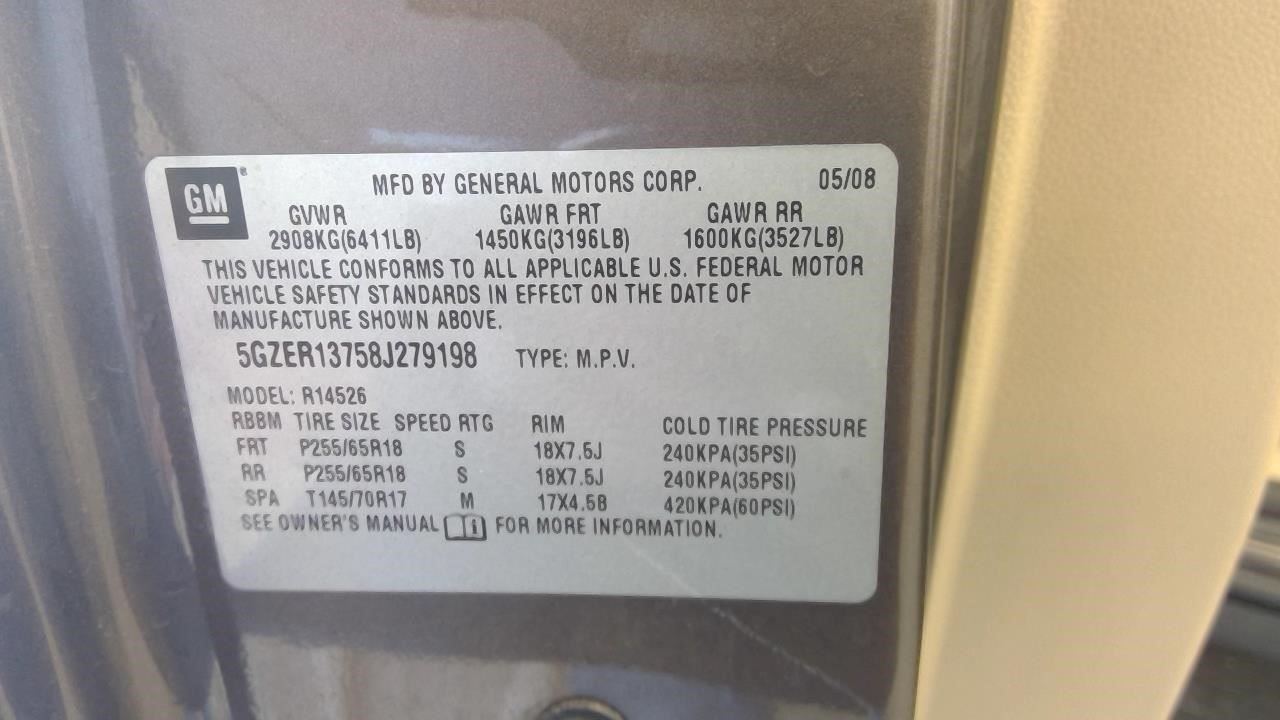 GM ® MFD BY GENERAL MOTORS CORP. 05/08
GVWR GAWR FRT GAWR RR
2908KG(6411LB) 1450KG(3196LB) 1600KG(3527LB)
THIS VEHICLE CONFORMS TO ALL APPLICABLE U.S. FEDERAL MOTOR
VEHICLE SAFETY STANDARDS IN EFFECT ON THE DATE OF
MANUFACTURE SHOWN ABOVE.
5GZER13758J279198 TYPE: M.P.V.
MODEL: R14526
RBBM TIRE SIZE SPEED RTG RIM COLD TIRE PRESSURE
FRT P255/65R18 S 18X7.5J 240KPA(35PSI)
RR P255/65R18 S 18X7.5J 240KPA(35PSI)
SPA T145/70R17 M 17X4.5B 420KPA(60PSI)
SEE OWNER'S MANUAL i FOR MORE INFORMATION.